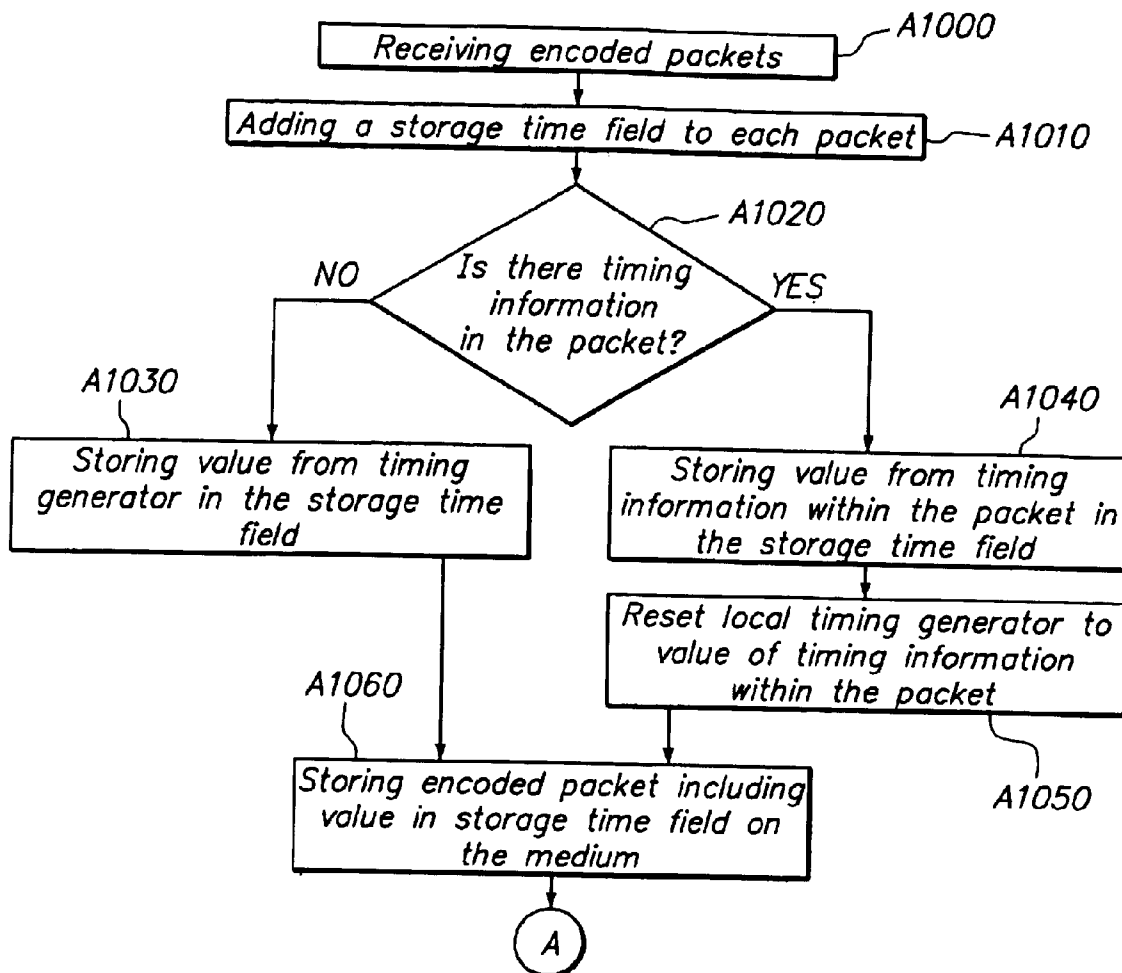 A1000
Receiving encoded packets
Adding a storage time field to each packet
A1010
A1020
Is there timing
information
in the packet?
NO
YES
A1030
Storing value from timing
generator in the storage time
field
A1040
Storing value from timing
information within the packet in
the storage time field
Reset local timing generator to
value of timing information
within the packet
A1050
A1060
Storing encoded packet including
value in storage time field on
the medium
A